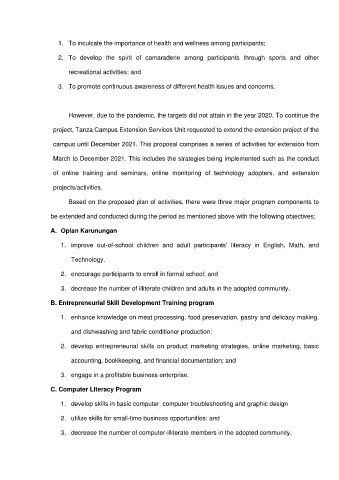 1. To inculcate the importance of health and wellness among participants;
2. To develop the spirit of camaraderie among participants through sports and other
recreational activities; and
3. To promote continuous awareness of different health issues and concerns.
However, due to the pandemic, the targets did not attain in the year 2020. To continue the
project, Tanza Campus Extension Services Unit requested to extend the extension project of the
campus until December 2021. This proposal comprises a series of activities for extension from
March to December 2021. This includes the strategies being implemented such as the conduct
of online training and seminars, online monitoring of technology adopters, and extension
projects/activities.
Based on the proposed plan of activities, there were three major program components to
be extended and conducted during the period as mentioned above with the following objectives:
A. Oplan Karunungan
1. improve out-of-school children and adult participants' literacy in English, Math, and
Technology.
2. encourage participants to enroll in formal school; and
3. decrease the number of illiterate children and adults in the adopted community.
B. Entrepreneurial Skill Development Training program
1. enhance knowledge on meat processing, food preservation, pastry and delicacy making,
and dishwashing and fabric conditioner production;
2. develop entrepreneurial skills on product marketing strategies, online marketing, basic
accounting, bookkeeping, and financial documentation; and
3. engage in a profitable business enterprise.
C. Computer Literacy Program
1. develop skills in basic computer, computer troubleshooting and graphic design
2. utilize skills for small-time business opportunities; and
3. decrease the number of computer-illiterate members in the adopted community.